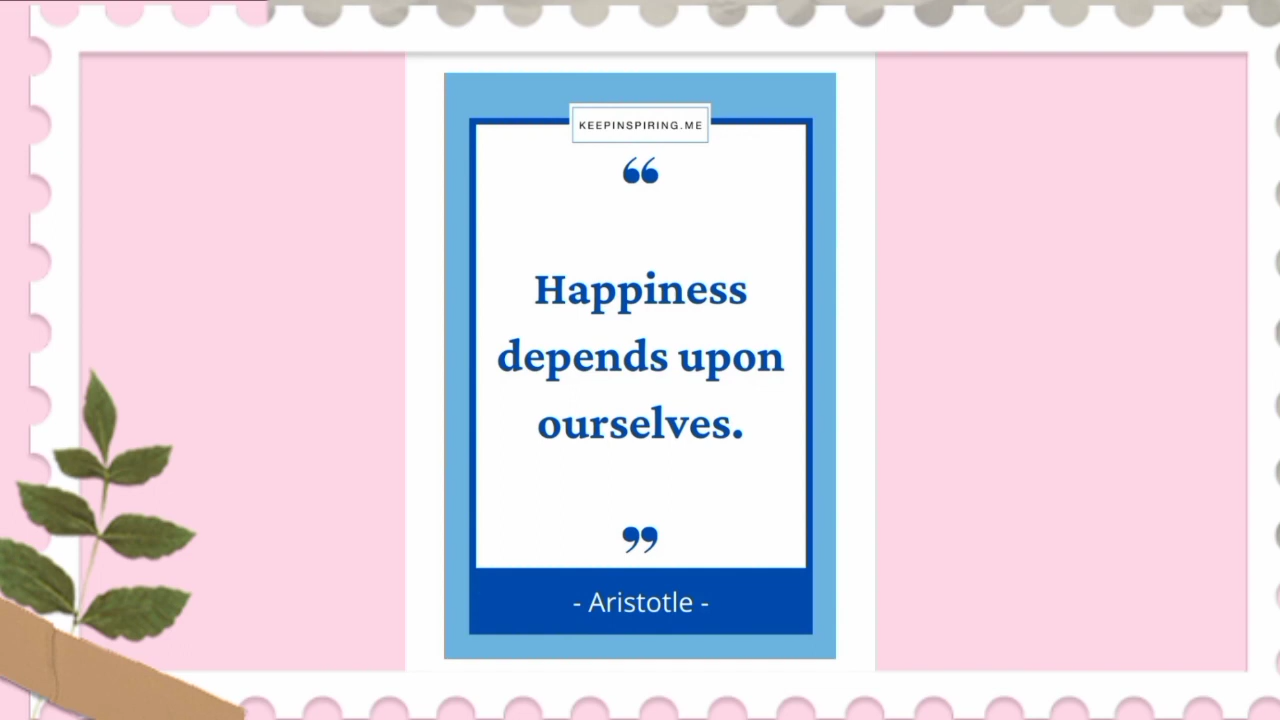 KEEPINSPIRING.ME
❝
Happiness
depends upon
ourselves.
❞
- Aristotle -